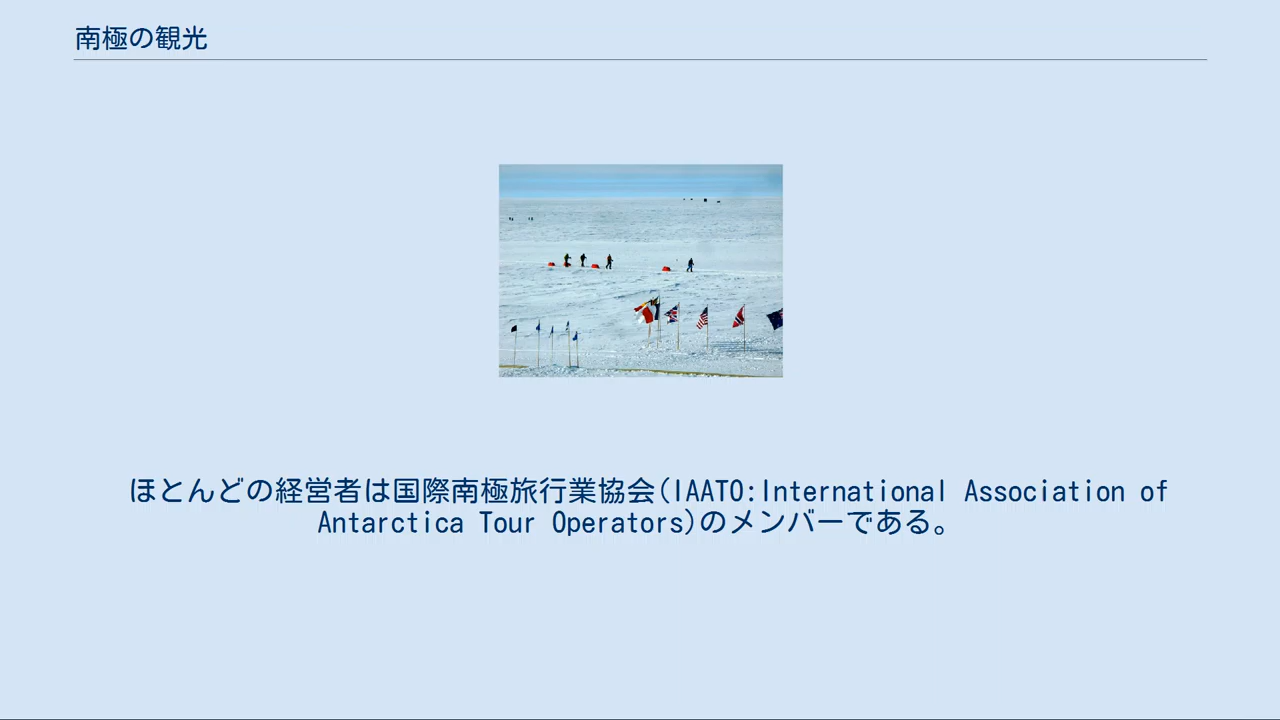 南極の観光
ほとんどの経営者は国際南極旅行業協会(IAATO:International Association of
Antarctica Tour Operators)のメンバーである。